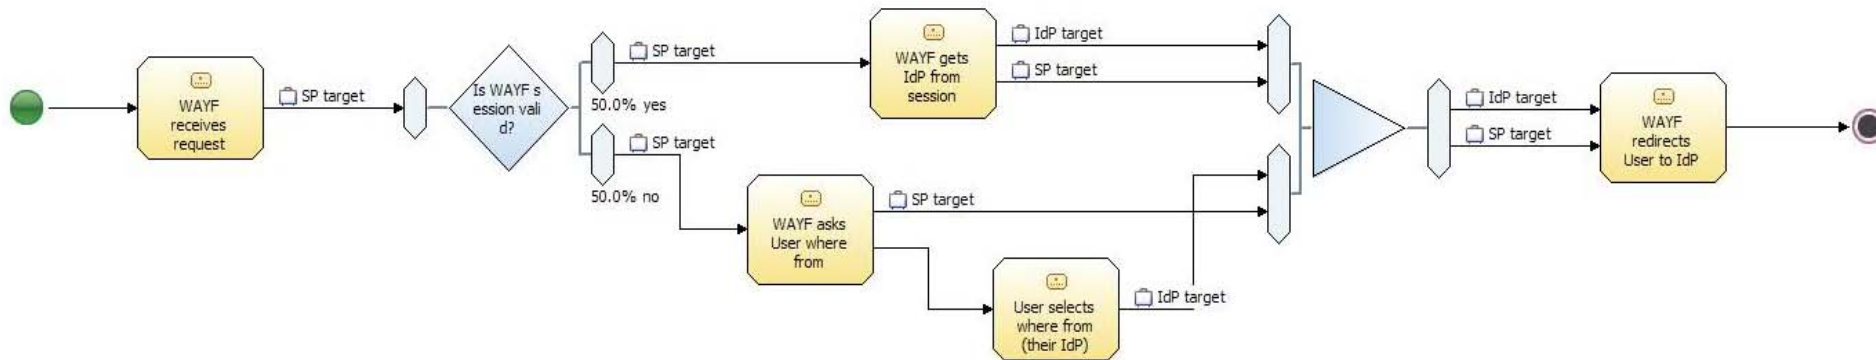 WAYF
receives
request
SP target
Is WAYF s
ession vali
d?
SP target
50.0% yes
SP target
50.0% no
WAYF gets
IdP from
session
IdP target
SP target
WAYF asks
User where
from
SP target
User selects
where from
(their IdP)
IdP target
IdP target
SP target
WAYF
redirects
User to IdP